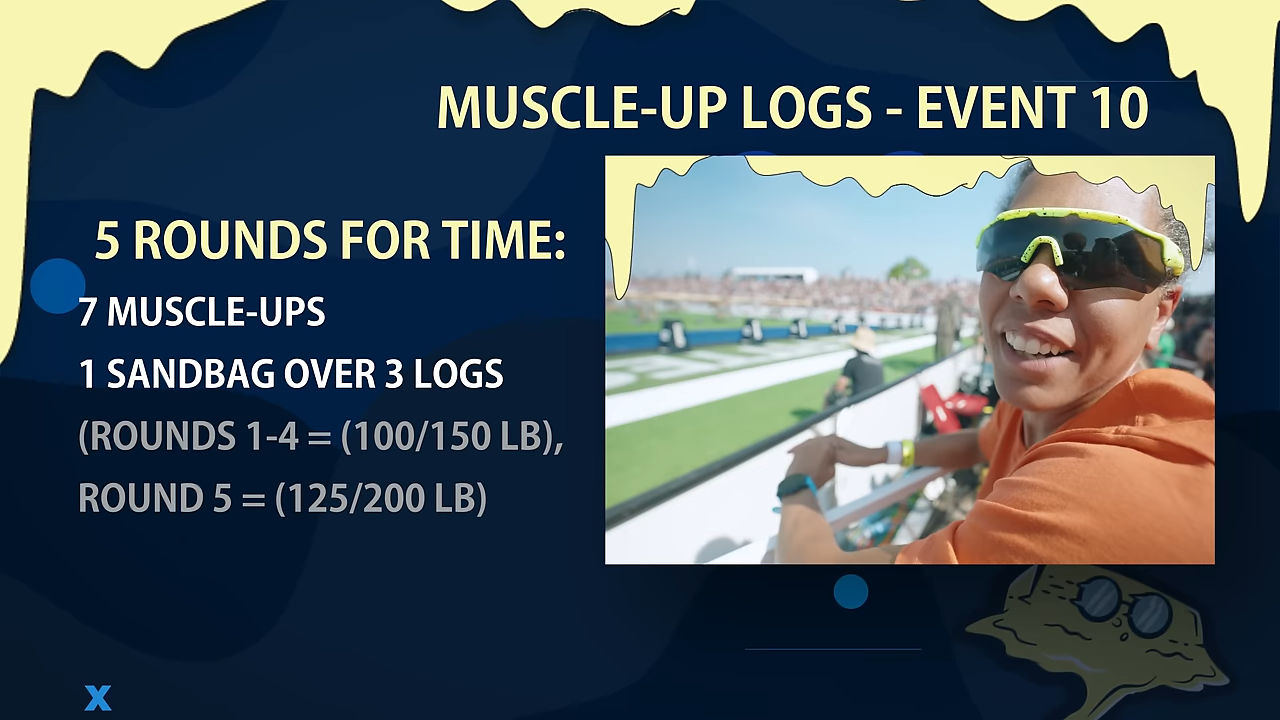 MUSCLE-UP LOGS - EVENT 10
5 ROUNDS FOR TIME:
7 MUSCLE-UPS
1 SANDBAG OVER 3 LOGS
(ROUNDS 1-4 = (100/150 LB),
ROUND 5 = (125/200 LB)
X